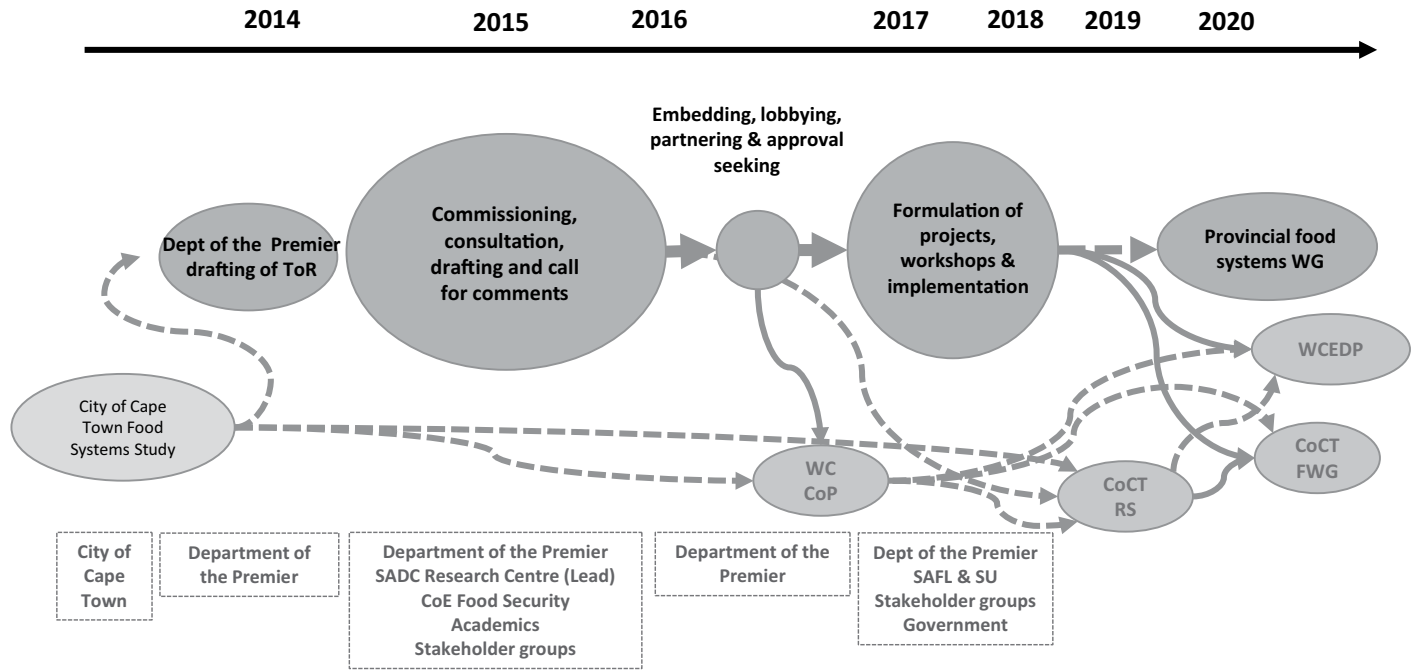 2014 2015 2016 2017 2018 2019 2020
Embedding, lobbying,
partnering & approval
seeking
Dept of the Premier
drafting of ToR
Commissioning,
consultation,
drafting and call
for comments
Formulation of
projects,
workshops &
implementation
Provincial food
systems WG
WCEDP
City of Cape
Town Food
Systems Study
WC
CoP
CoCT
RS
CoCT
FWG
City of
Cape
Town
Department of
the Premier
Department of the Premier
SADC Research Centre (Lead)
CoE Food Security
Academics
Stakeholder groups
Department of the
Premier
Dept of the Premier
SAFL & SU
Stakeholder groups
Government